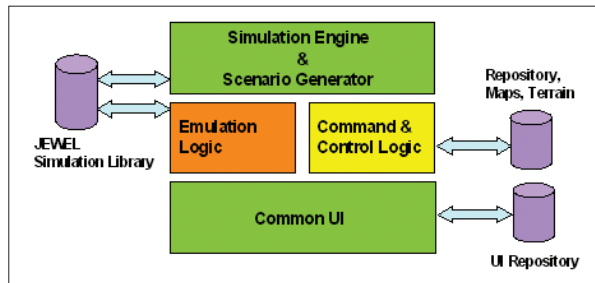 Simulation Engine
&
Scenario Generator
Repository,
Maps, Terrain
Emulation
Logic
Command &
Control Logic
JEWEL
Simulation Library
Common UI
UI Repository